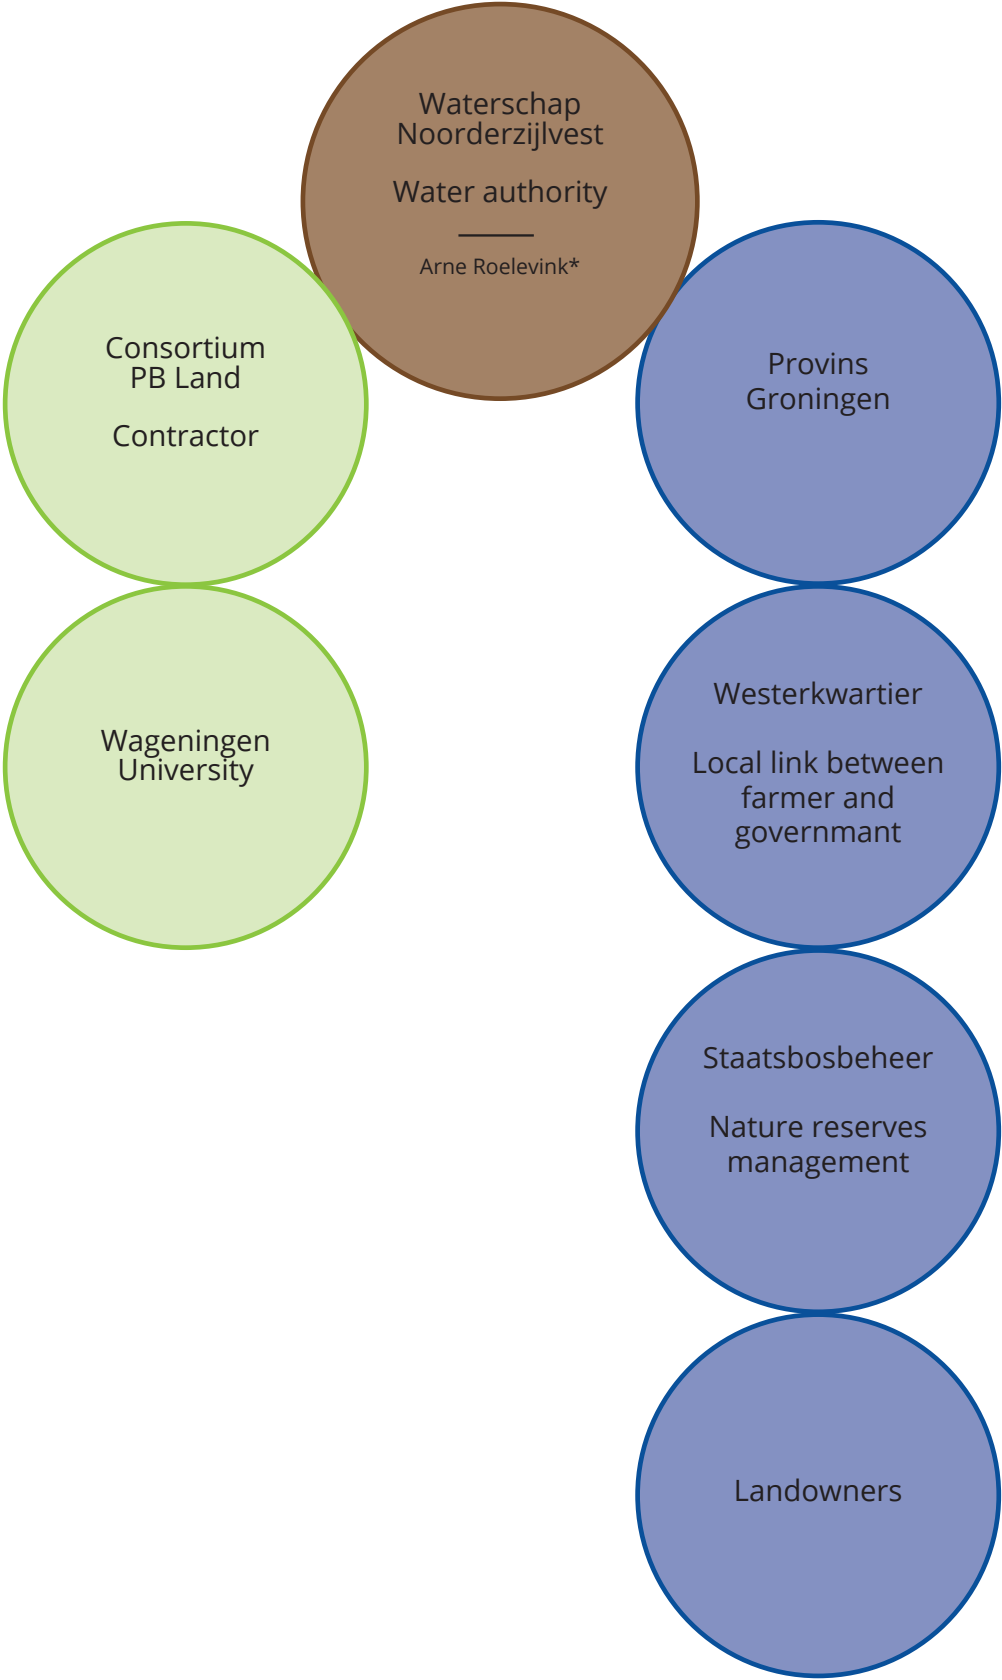 Waterschap
Noorderzijlvest
Water authority
Arne Roelevink*
Consortium
PB Land
Contractor
Provins
Groningen
Wageningen
University
Westerkwartier
Local link between
farmer and
governmant
Staatsbosbeheer
Nature reserves
management
Landowners